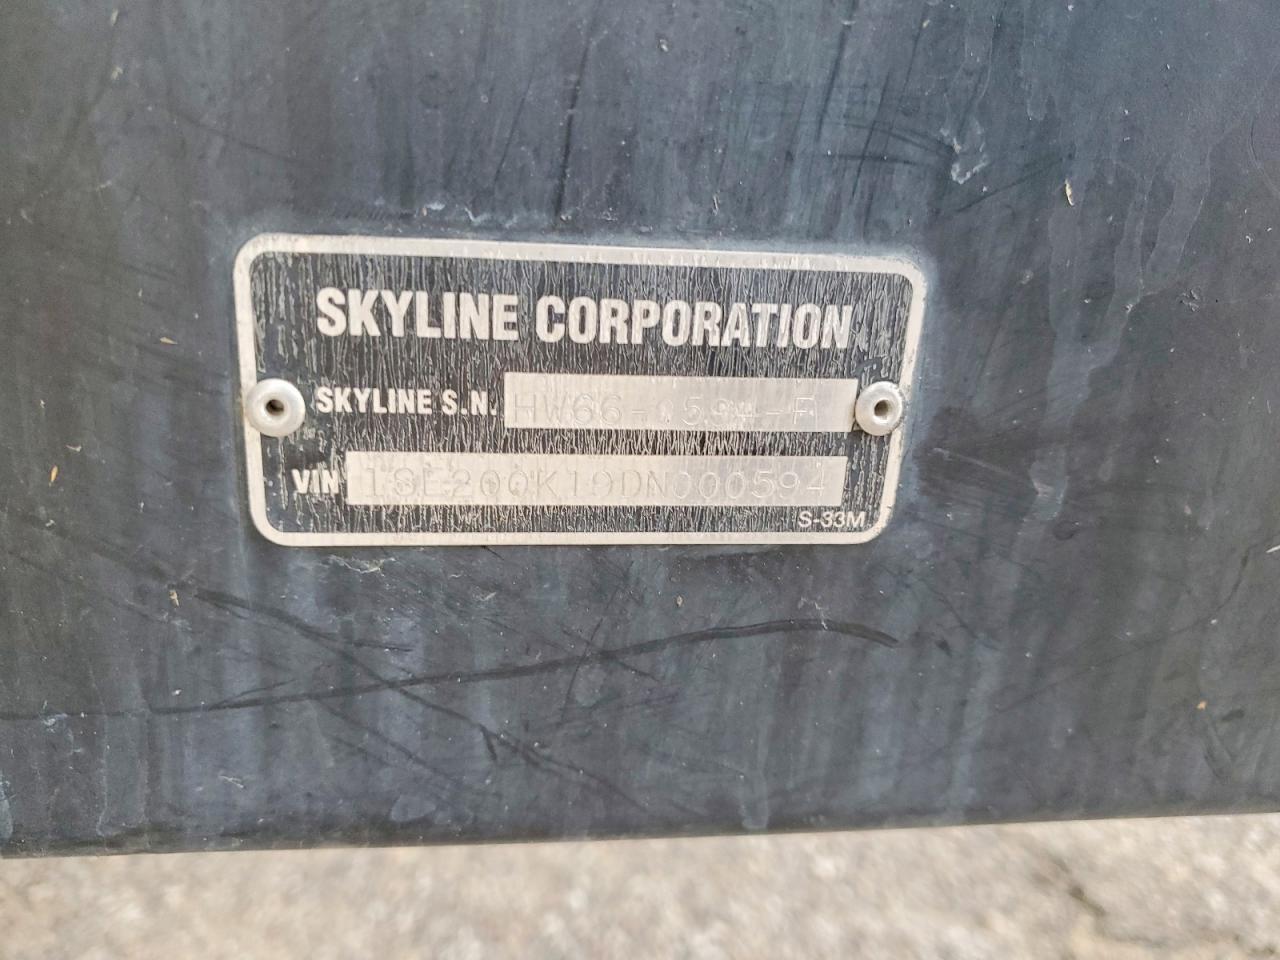 SKYLINE CORPORATION
SKYLINE S.N.
VIN 1SE200K19DN000594
S-33M